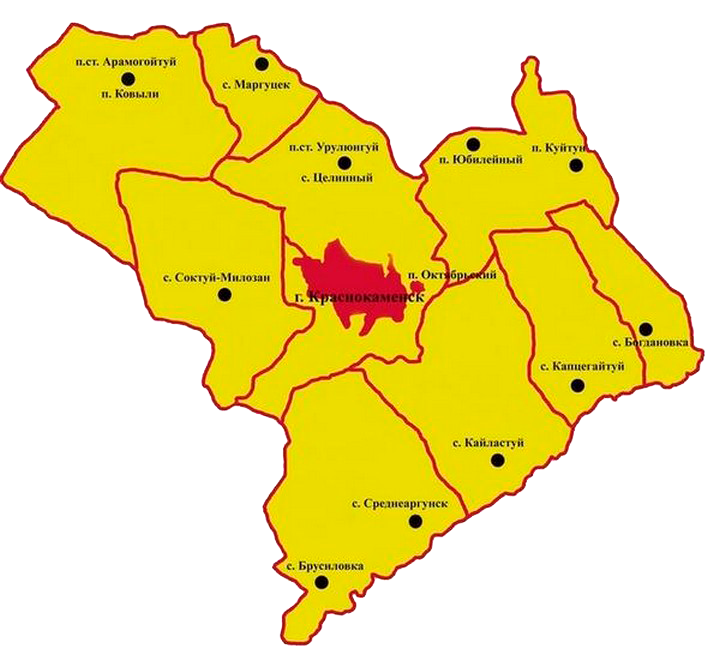 п.ст. Арамогойтуй
п. Ковыли
с. Маргуцек
п.ст. Урулюнгуй
с. Целинный
п. Юбилейный
п. Куйтун
с. Соктуй-Милозан
п. Октябрьский
г. Краснокаменск
с. Богдановка
с. Капцегайтуй
с. Кайластуй
с. Среднеаргунск
с. Брусиловка